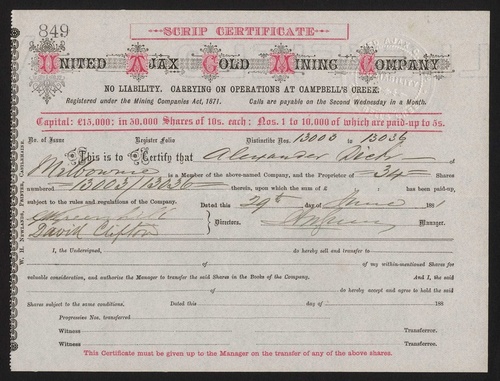 849
SCRIP CERTIFICATE
UNITED AJAX GOLD MINING COMPANY
NO LIABILITY. CARRYING ON OPERATIONS AT CAMPBELL'S CREEK.
Registered under the Mining Companies Act, 1871. Calls are payable on the Second Wednesday in a Month.
Capital: £15,000; in 30,000 Shares of 10s. each; Nos. 1 to 16,000 of which are paid-up to 5s.
No. of Issue Register Folio Distinctive Nos. 13003 to 13036
This is to Certify that Alexander Dick of
Melbourne is a Member of the above-named Company, and the Proprietor of 34 Shares
numbered 13003/13036 therein, upon which the sum of £ : : has been paid-up,
subject to the rules and regulations of the Company. Dated this 29th day of June 1881
Directors. Manager.
David Clifton
I, the Undersigned, do hereby sell and transfer to
of my within-mentioned Shares for
valuable consideration, and authorise the Manager to transfer the said Shares in the Books of the Company. And I, the said
do hereby accept and agree to hold the said
Shares subject to the same conditions. Dated this day of 188
Progressive Nos. transferred
Witness Transferror.
Witness Transferree.
This Certificate must be given up to the Manager on the transfer of any of the above shares.
W. H. NEWLANDS, PRINTER, CASTLEMAINE.